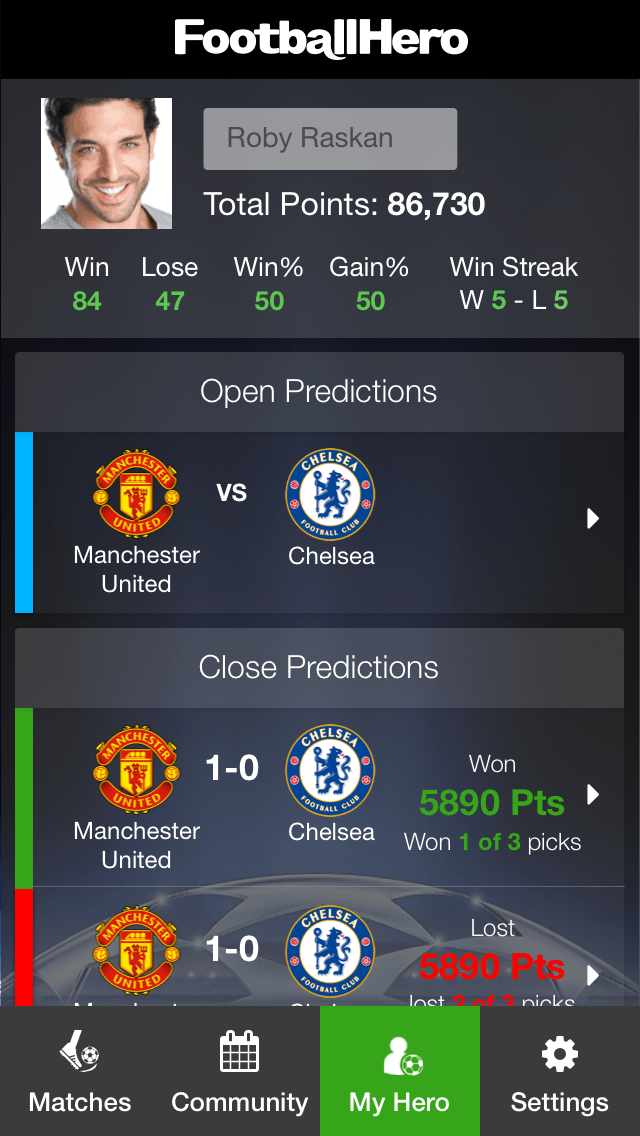 FootballHero
Roby Raskan
Total Points: 86,730
Win Lose Win% Gain% Win Streak
84 47 50 50 W 5 - L 5
Open Predictions
MANCHESTER UNITED
vs
CHELSEA FOOTBALL CLUB
Manchester United
Chelsea
Close Predictions
MANCHESTER UNITED
1-0
CHELSEA FOOTBALL CLUB
Manchester United
Chelsea
Won
5890 Pts
Won 1 of 3 picks
MANCHESTER UNITED
1-0
CHELSEA FOOTBALL CLUB
Lost
5890 Pts
lost 2 of 3 picks
Matches Community My Hero Settings